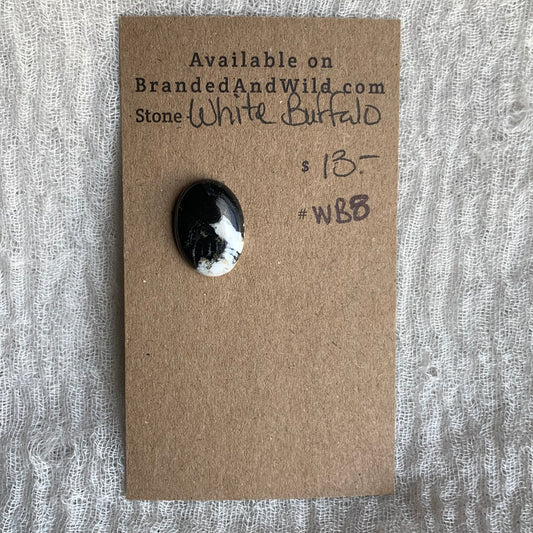 Available on
BrandedAndWild.com
Stone White Buffalo
$ 13.-
# WB8